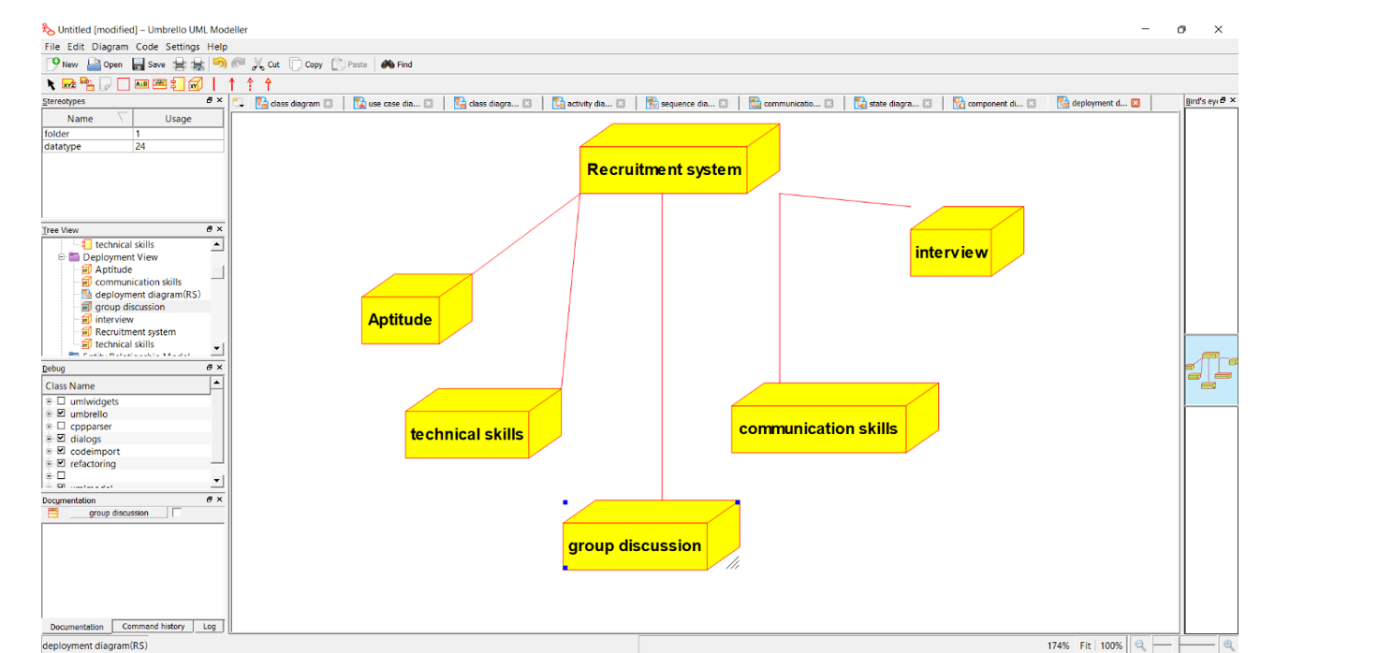 Untitled [modified] – Umbrello UML Modeller
File Edit Diagram Code Settings Help
New Open Save Cut Copy Paste Find
Stereotypes
Name Usage
folder 1
datatype 24
class diagram use case dia... class diagra... activity dia... sequence dia... communicatio... state diagra... component di... deployment d...
Bird's eye
Tree View
technical skills
Deployment View
Aptitude
communication skills
deployment diagram(RS)
group discussion
interview
Recruitment system
technical skills
Debug
Class Name
umlwidgets
umbrello
cppparser
dialogs
codeimport
refactoring
Documentation
group discussion
Documentation Command history Log
deployment diagram(RS)
Recruitment system
interview
Aptitude
technical skills
communication skills
group discussion
174% Fit 100%